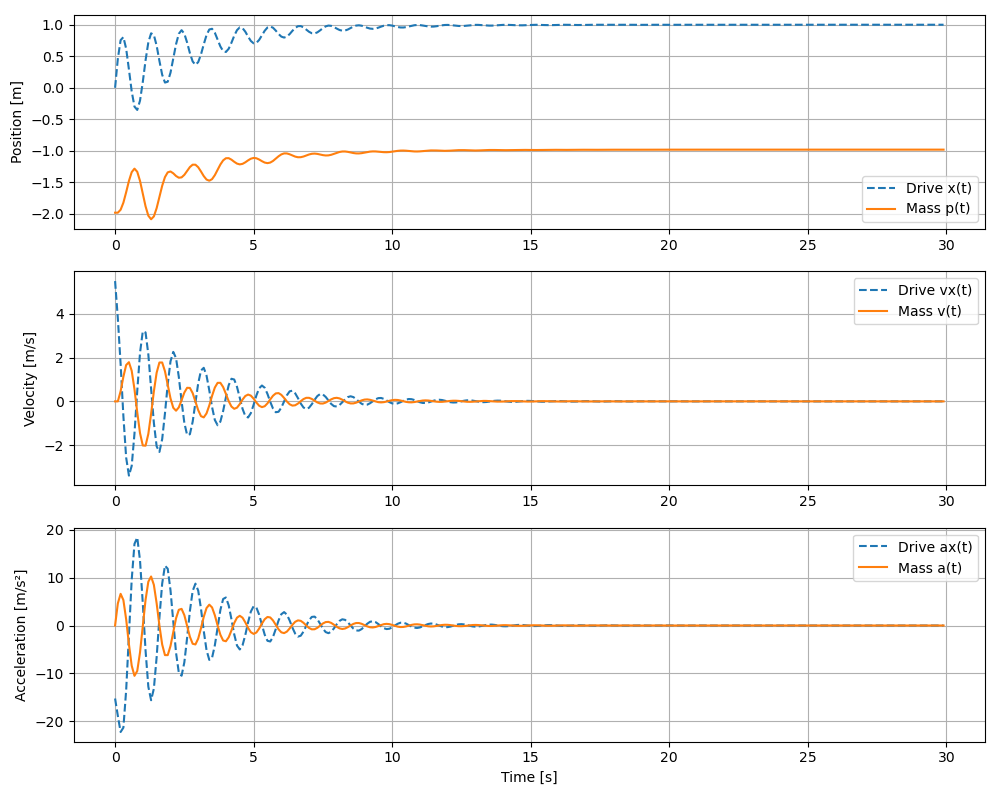 1.0
0.5
0.0
−0.5
−1.0
−1.5
−2.0
Position [m]
Drive x(t)
Mass p(t)
0 5 10 15 20 25 30
4
2
0
−2
Velocity [m/s]
Drive vx(t)
Mass v(t)
0 5 10 15 20 25 30
20
10
0
−10
−20
Acceleration [m/s²]
Drive ax(t)
Mass a(t)
0 5 10 15 20 25 30
Time [s]